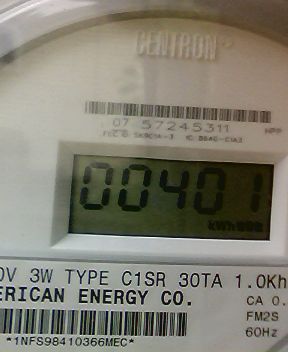 CENTRON
07 57245311
00401
0V 3W TYPE C1SR 30TA 1.0Kh
ERICAN ENERGY CO.
CA 0.
FM2S
60Hz
*1NFS98410366MEC*